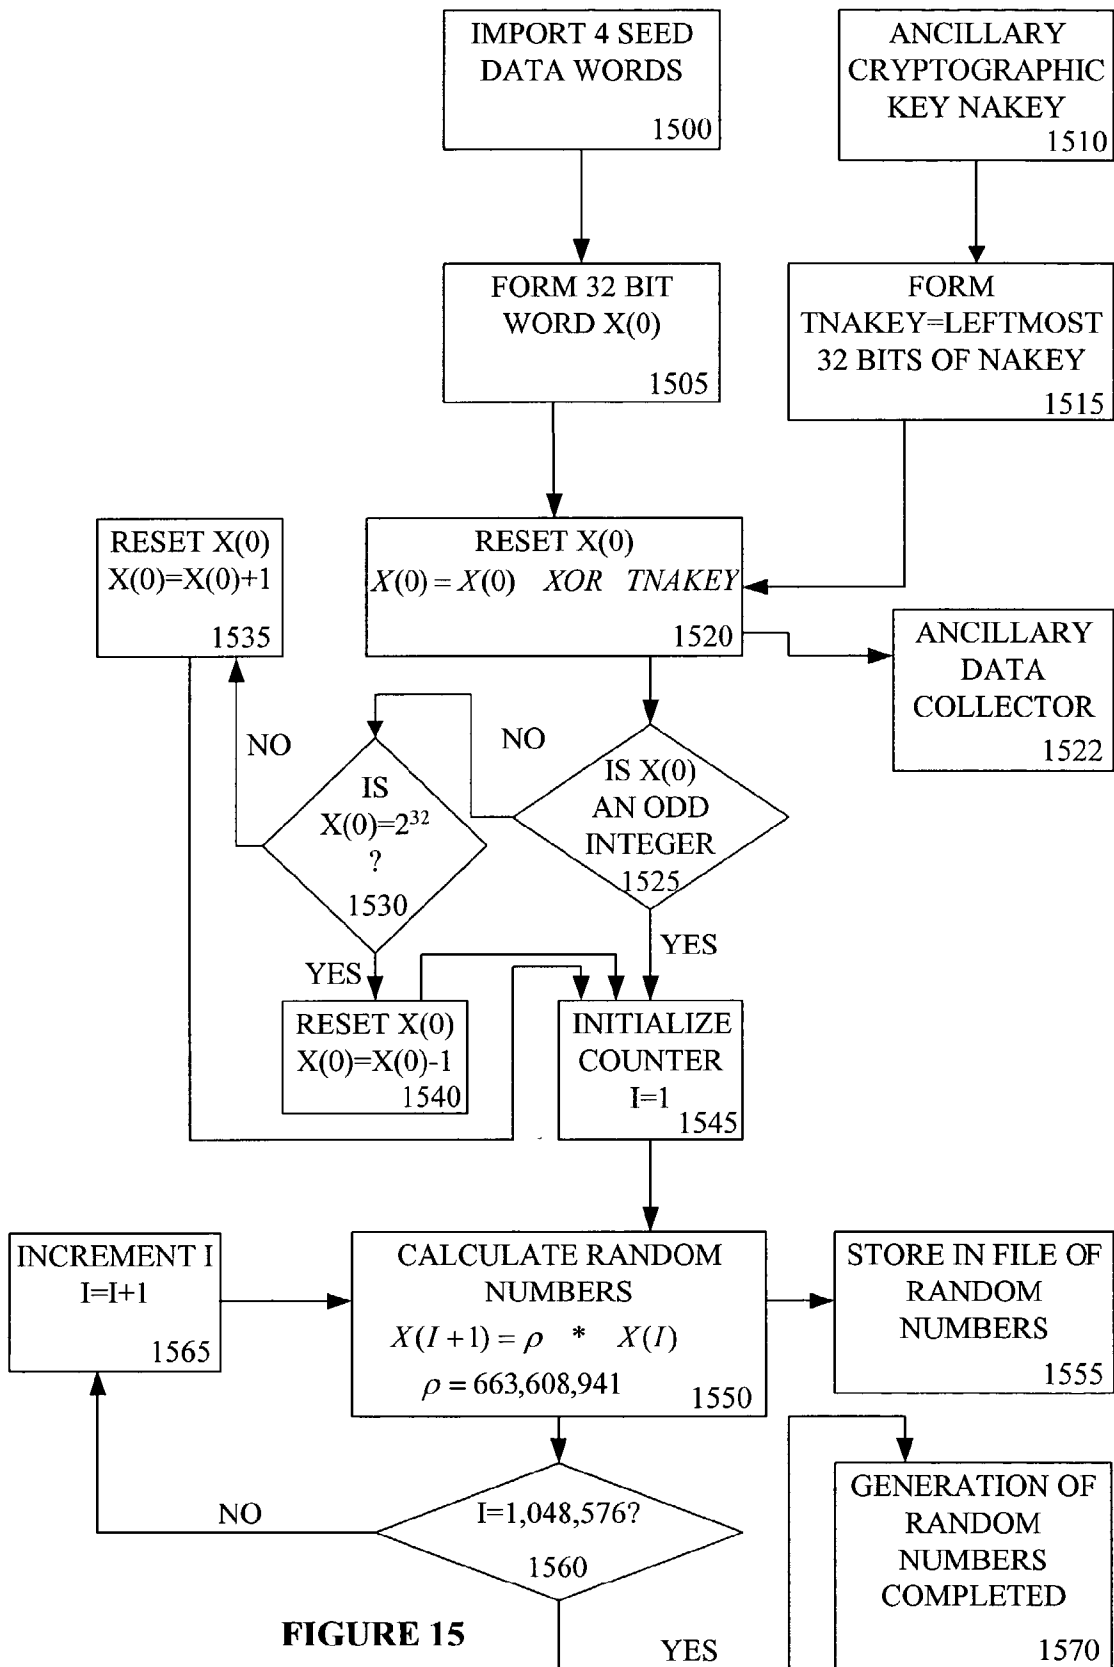 IMPORT 4 SEED
DATA WORDS
1500
ANCILLARY
CRYPTOGRAPHIC
KEY NAKEY
1510
FORM 32 BIT
WORD X(0)
1505
FORM
TNAKEY=LEFTMOST
32 BITS OF NAKEY
1515
RESET X(0)
X(0)=X(0)+1
1535
RESET X(0)
X(0) = X(0) XOR TNAKEY
1520
ANCILLARY
DATA
COLLECTOR
1522
NO
NO
IS
X(0)=2³²
?
1530
IS X(0)
AN ODD
INTEGER
1525
YES
YES
RESET X(0)
X(0)=X(0)-1
1540
INITIALIZE
COUNTER
I=1
1545
INCREMENT I
I=I+1
1565
CALCULATE RANDOM
NUMBERS
X(I+1) = ρ * X(I)
ρ = 663,608,941
1550
STORE IN FILE OF
RANDOM
NUMBERS
1555
NO
I=1,048,576?
1560
GENERATION OF
RANDOM
NUMBERS
COMPLETED
1570
FIGURE 15
YES